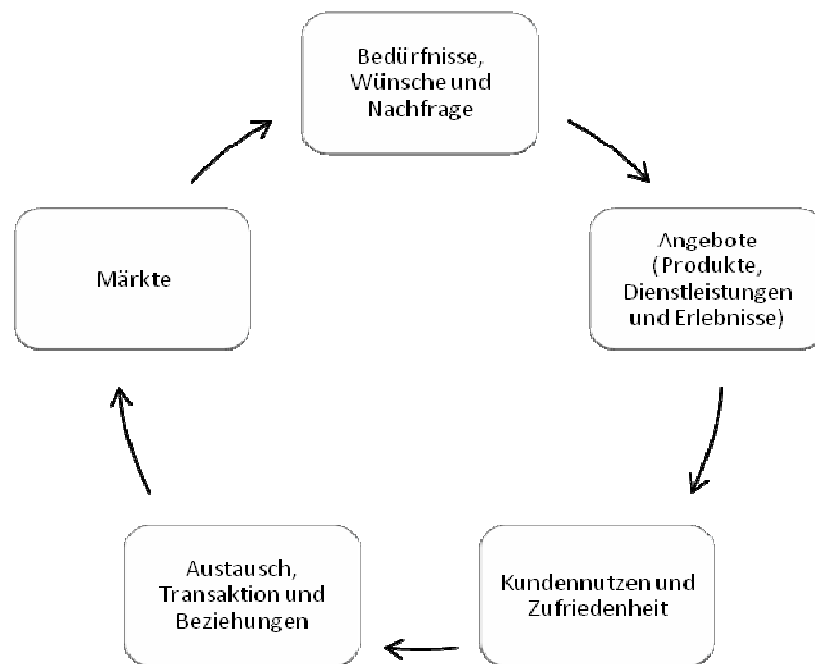 Bedürfnisse,
Wünsche und
Nachfrage
Angebote
(Produkte,
Dienstleistungen
und Erlebnisse)
Kundennutzen und
Zufriedenheit
Austausch,
Transaktion und
Beziehungen
Märkte